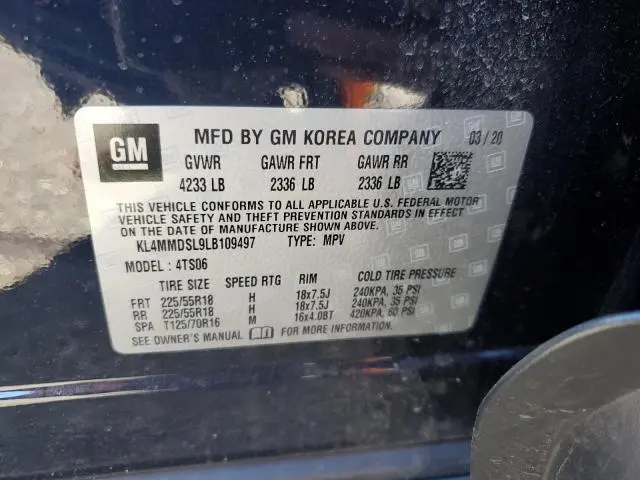 GM MFD BY GM KOREA COMPANY 03/20
GVWR GAWR FRT GAWR RR
4233 LB 2336 LB 2336 LB
THIS VEHICLE CONFORMS TO ALL APPLICABLE U.S. FEDERAL MOTOR
VEHICLE SAFETY AND THEFT PREVENTION STANDARDS IN EFFECT
ON THE DATE OF MANUFACTURE SHOWN ABOVE.
KL4MMDSL9LB109497 TYPE: MPV
MODEL : 4TS06
TIRE SIZE SPEED RTG RIM COLD TIRE PRESSURE
FRT 225/55R18 H 18x7.5J 240KPA, 35 PSI
RR 225/55R18 H 18x7.5J 240KPA, 35 PSI
SPA T125/70R16 M 16x4.0BT 420KPA, 60 PSI
SEE OWNER'S MANUAL FOR MORE INFORMATION.